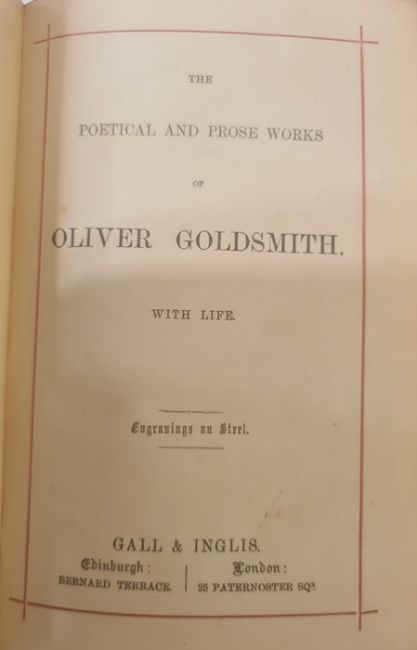 THE
POETICAL AND PROSE WORKS
OF
OLIVER GOLDSMITH.
WITH LIFE.
Engravings on Steel.
GALL & INGLIS.
Edinburgh: | London:
BERNARD TERRACE. | 25 PATERNOSTER SQR